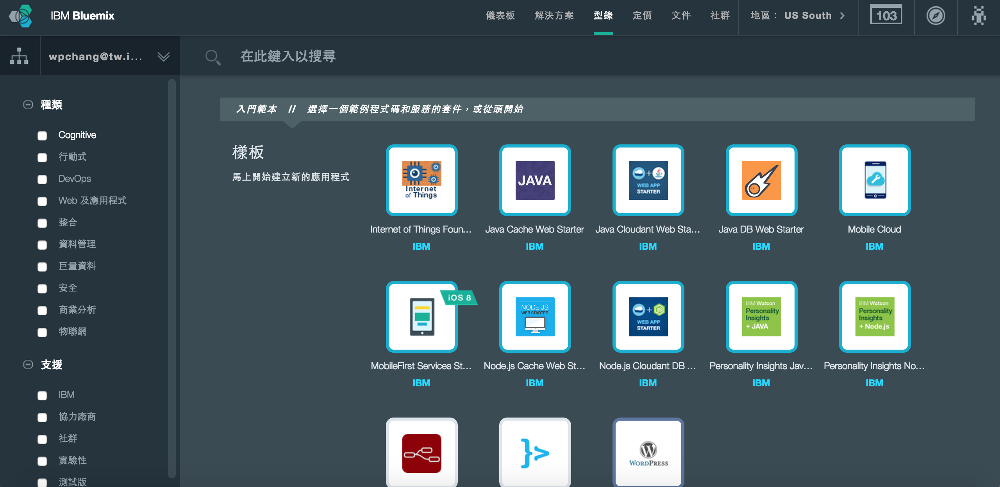 IBM Bluemix
儀表板 解決方案 型錄 定價 文件 社群 地區： US South 103
wpchang@tw.i...
在此鍵入以搜尋
種類
Cognitive
行動式
DevOps
Web 及應用程式
整合
資料管理
巨量資料
安全
商業分析
物聯網
支援
IBM
協力廠商
社群
實驗性
測試版
入門範本 // 選擇一個範例程式碼和服務的套件，或從頭開始
樣板
馬上開始建立新的應用程式
Internet
of Things
Internet of Things Foun...
IBM
JAVA
Java Cache Web Starter
IBM
WEB APP
STARTER
Java Cloudant Web Sta...
IBM
Java DB Web Starter
IBM
Mobile Cloud
IBM
iOS 8
MobileFirst Services St...
IBM
NODE JS
WEB STARTER
Node.js Cache Web St...
IBM
WEB APP
STARTER
Node.js Cloudant DB ...
IBM
IBM Watson
Personality
Insights
+ JAVA
Personality Insights Jav...
IBM
IBM Watson
Personality
Insights
+ Node.js
Personality Insights No...
IBM
WORDPRESS